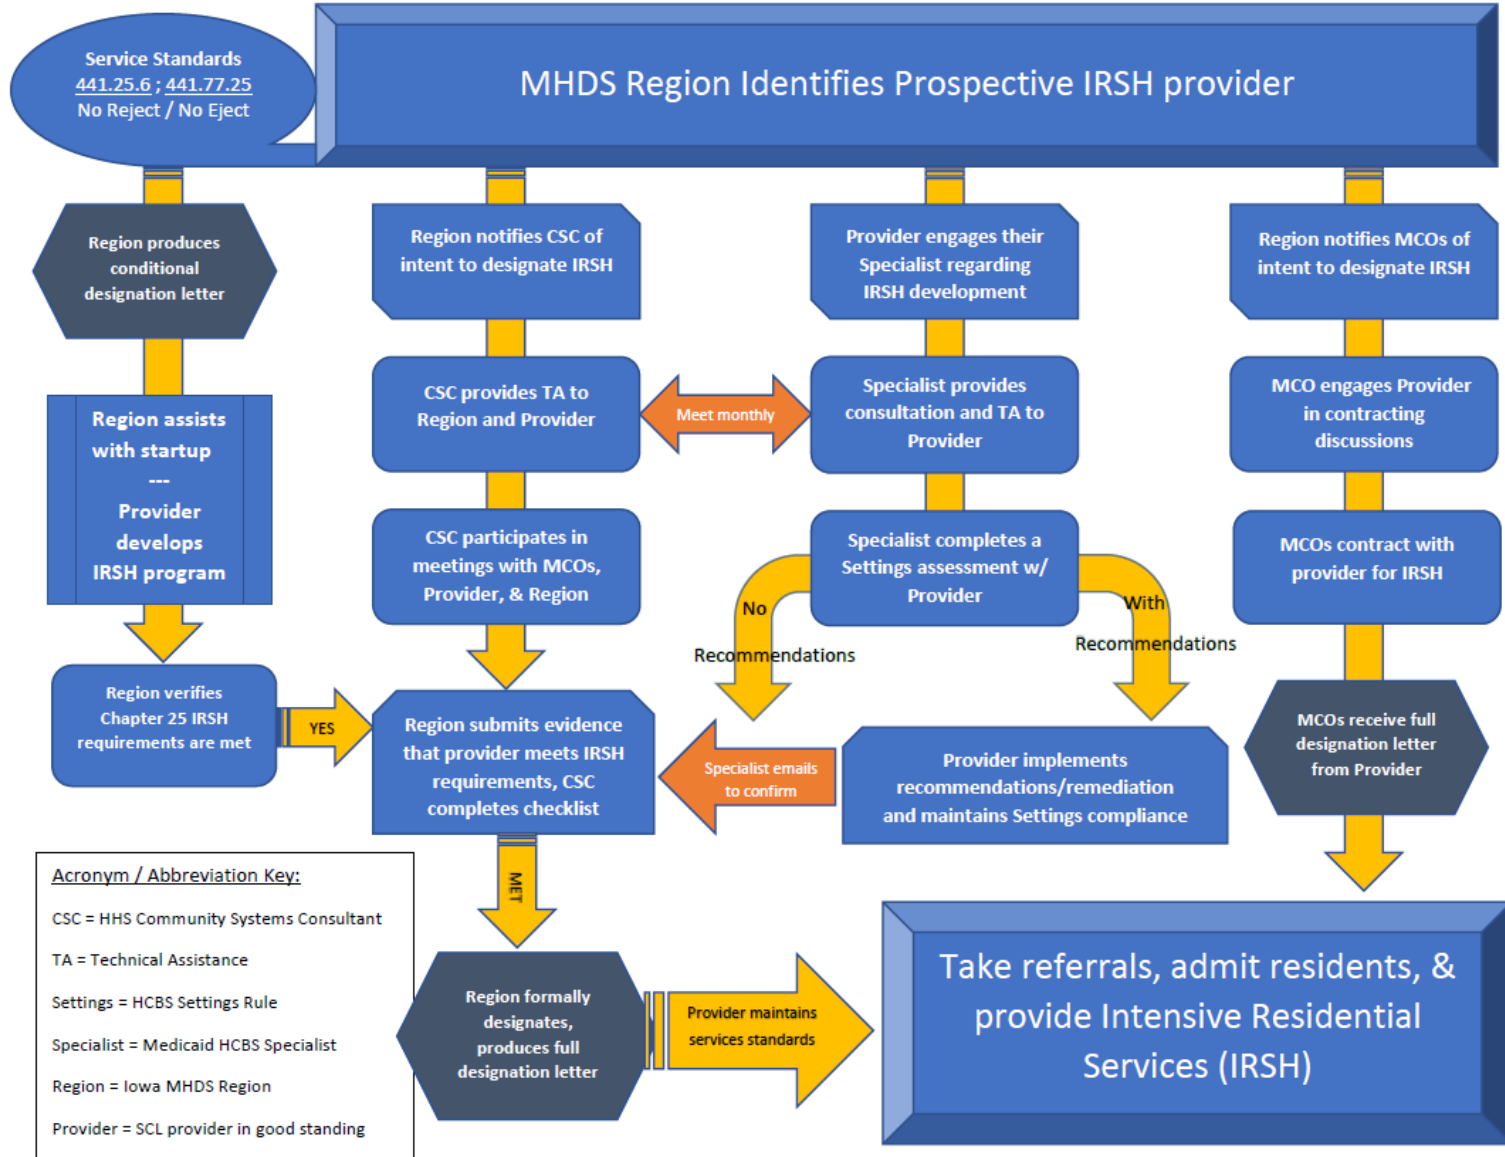 Service Standards
441.25.6 ; 441.77.25
No Reject / No Eject
MHDS Region Identifies Prospective IRSH provider
Region produces
conditional
designation letter
Region notifies CSC of
intent to designate IRSH
Provider engages their
Specialist regarding
IRSH development
Region notifies MCOs of
intent to designate IRSH
Region assists
with startup
---
Provider
develops
IRSH program
CSC provides TA to
Region and Provider
Meet monthly
Specialist provides
consultation and TA to
Provider
MCO engages Provider
in contracting
discussions
CSC participates in
meetings with MCOs,
Provider, & Region
Specialist completes a
Settings assessment w/
Provider
MCOs contract with
provider for IRSH
No
Recommendations
With
Recommendations
Region verifies
Chapter 25 IRSH
requirements are met
YES
Region submits evidence
that provider meets IRSH
requirements, CSC
completes checklist
Specialist emails
to confirm
Provider implements
recommendations/remediation
and maintains Settings compliance
MCOs receive full
designation letter
from Provider
MET
Acronym / Abbreviation Key:
CSC = HHS Community Systems Consultant
TA = Technical Assistance
Settings = HCBS Settings Rule
Specialist = Medicaid HCBS Specialist
Region = Iowa MHDS Region
Provider = SCL provider in good standing
Region formally
designates,
produces full
designation letter
Provider maintains
services standards
Take referrals, admit residents, &
provide Intensive Residential
Services (IRSH)